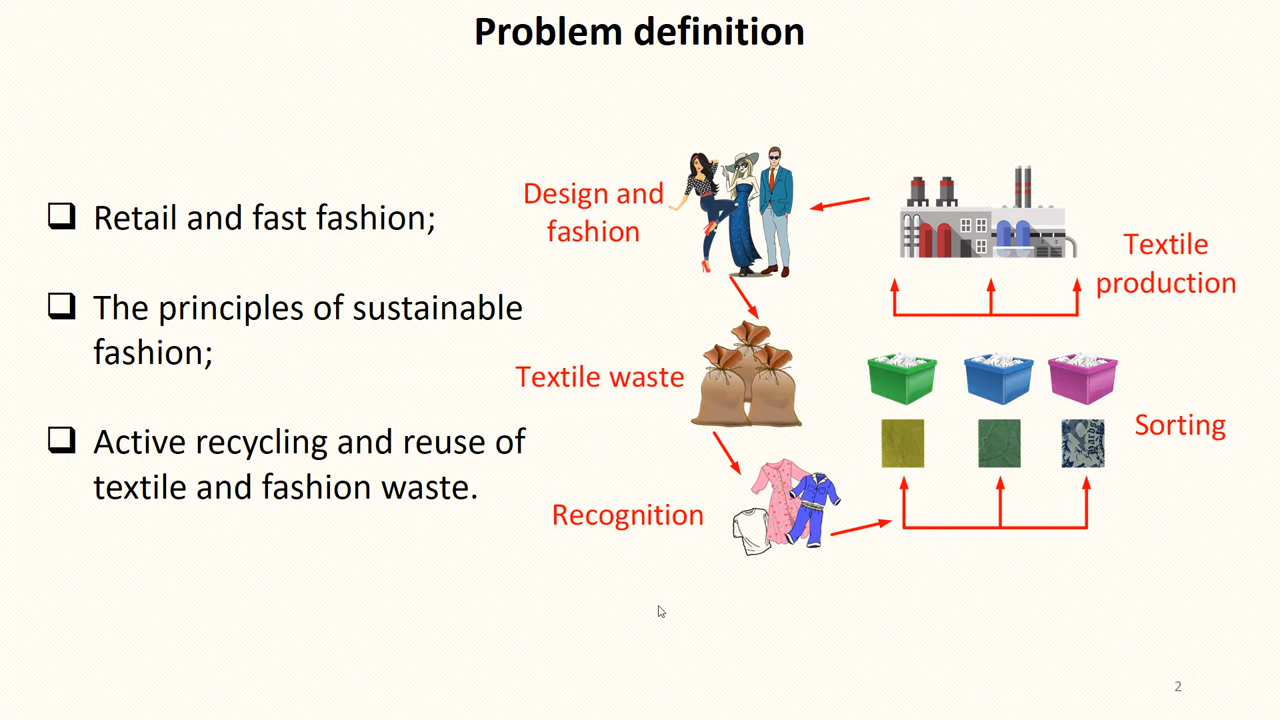 Problem definition
Retail and fast fashion;
The principles of sustainable
fashion;
Active recycling and reuse of
textile and fashion waste.
Design and
fashion
Textile
production
Textile waste
Sorting
Recognition
2